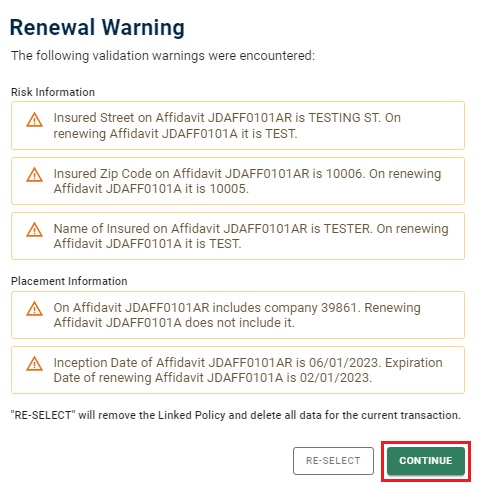 Renewal Warning
The following validation warnings were encountered:
Risk Information
Insured Street on Affidavit JDAFF0101AR is TESTING ST. On
renewing Affidavit JDAFF0101A it is TEST.
Insured Zip Code on Affidavit JDAFF0101AR is 10006. On renewing
Affidavit JDAFF0101A it is 10005.
Name of Insured on Affidavit JDAFF0101AR is TESTER. On renewing
Affidavit JDAFF0101A it is TEST.
Placement Information
On Affidavit JDAFF0101AR includes company 39861. Renewing
Affidavit JDAFF0101A does not include it.
Inception Date of Affidavit JDAFF0101AR is 06/01/2023. Expiration
Date of renewing Affidavit JDAFF0101A is 02/01/2023.
"RE-SELECT" will remove the Linked Policy and delete all data for the current transaction.
RE-SELECT CONTINUE